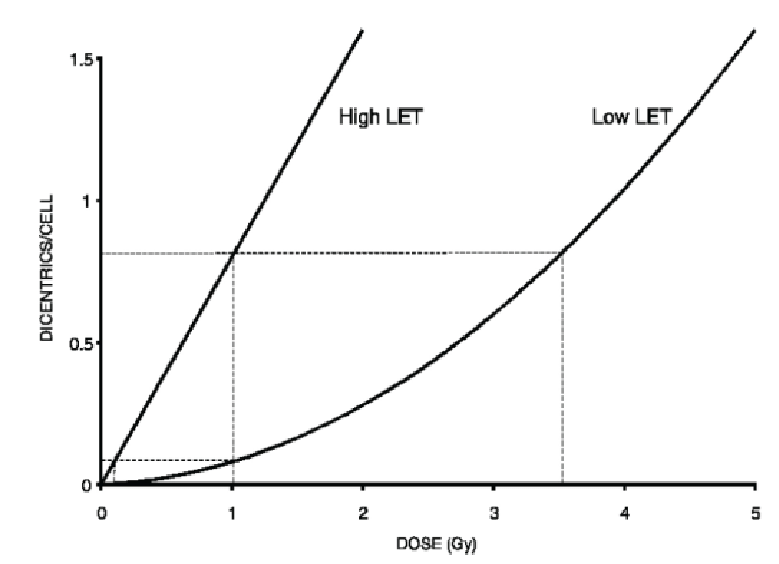 1.5
High LET
Low LET
1
DICENTRICS/CELL
0.5
0
0 1 2 3 4 5
DOSE (Gy)